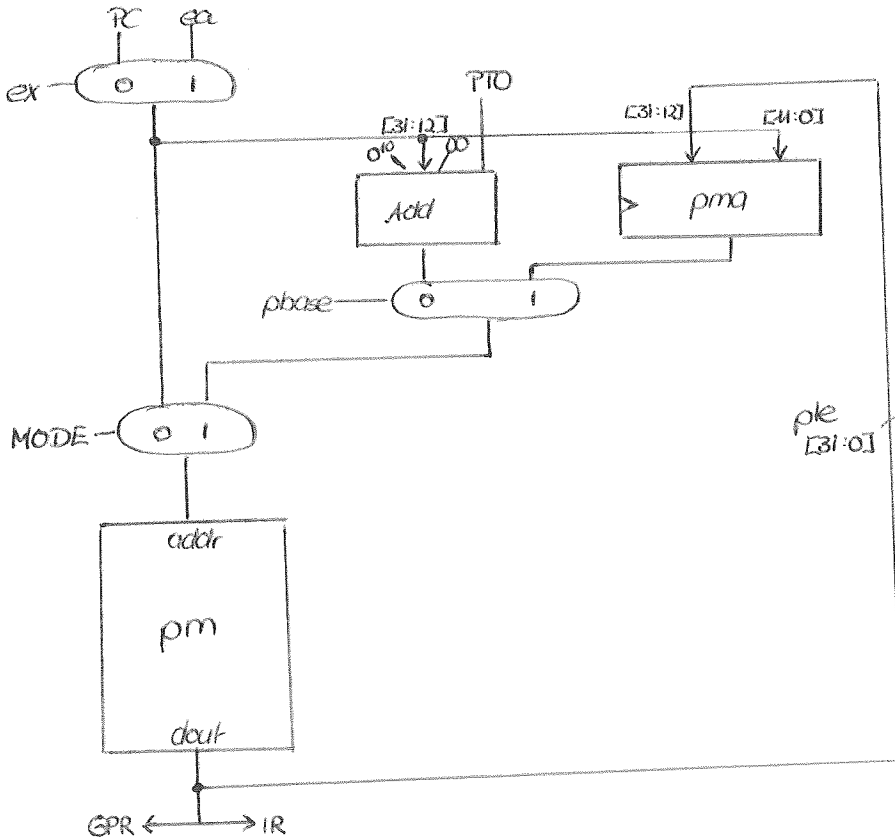 PC
ea
ex
0 1
PTO
[31:12]
[31:12]
[11:0]
0¹⁰
00
Add
pma
phase
0 1
MODE
0 1
ple
[31:0]
addr
pm
dout
GPR
IR